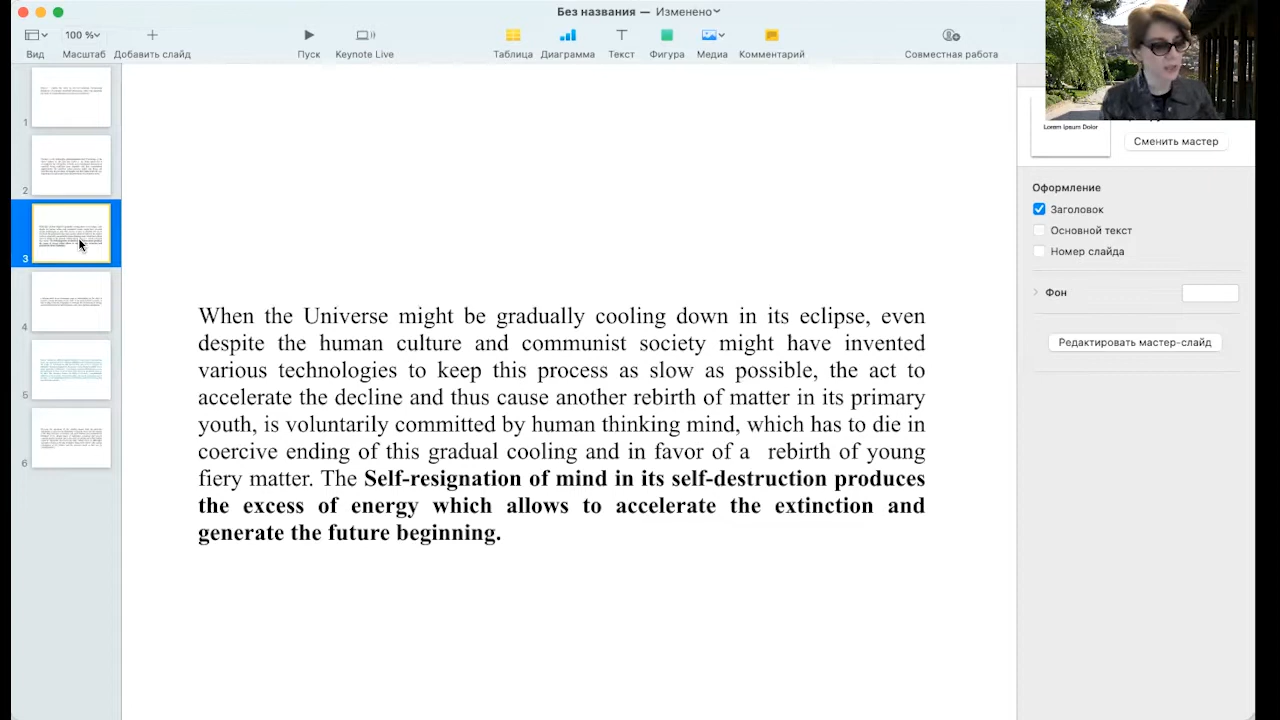 Без названия — Изменено
100 %
Вид
Масштаб
Добавить слайд
Пуск
Keynote Live
Таблица
Диаграмма
Текст
Фигура
Медиа
Комментарий
Совместная работа
1
2
3
4
5
6
When the Universe might be gradually cooling down in its eclipse, even
despite the human culture and communist society might have invented
various technologies to keep this process as slow as possible, the act to
accelerate the decline and thus cause another rebirth of matter in its primary
youth, is voluntarily committed by human thinking mind, which has to die in
coercive ending of this gradual cooling and in favor of a rebirth of young
fiery matter. The Self-resignation of mind in its self-destruction produces
the excess of energy which allows to accelerate the extinction and
generate the future beginning.
Lorem Ipsum Dolor
Сменить мастер
Оформление
Заголовок
Основной текст
Номер слайда
Фон
Редактировать мастер-слайд